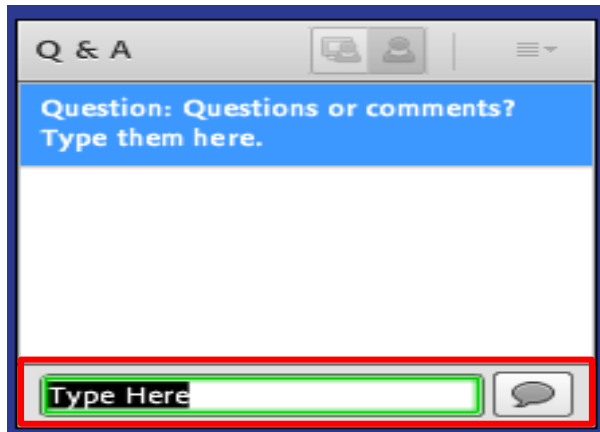 Q & A
Question: Questions or comments?
Type them here.
Type Here